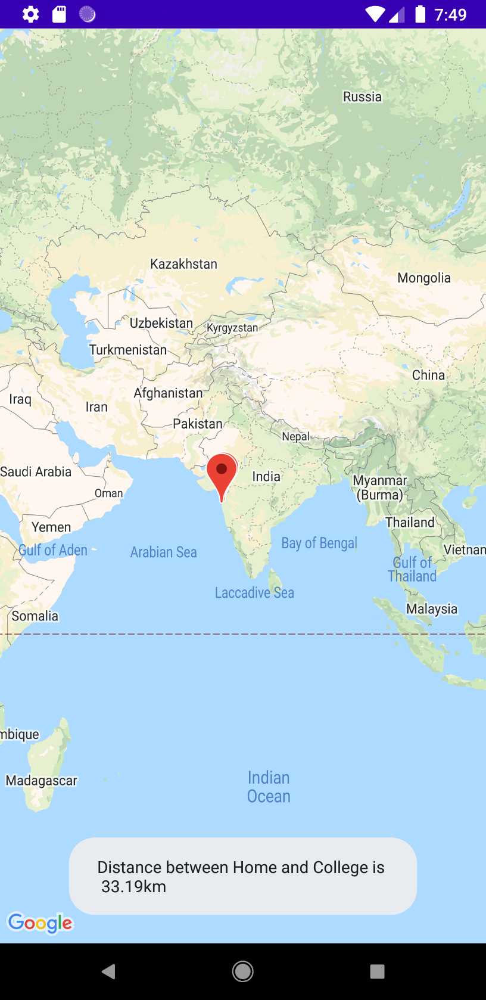 7:49
Russia
Kazakhstan
Mongolia
Uzbekistan
Kyrgyzstan
Turkmenistan
China
Afghanistan
Iraq
Iran
Pakistan
Nepal
Saudi Arabia
India
Myanmar
(Burma)
Oman
Thailand
Yemen
Gulf of Aden
Arabian Sea
Bay of Bengal
Vietnam
Gulf of
Thailand
Laccadive Sea
Malaysia
Somalia
mbique
Madagascar
Indian
Ocean
Distance between Home and College is
33.19km
Google